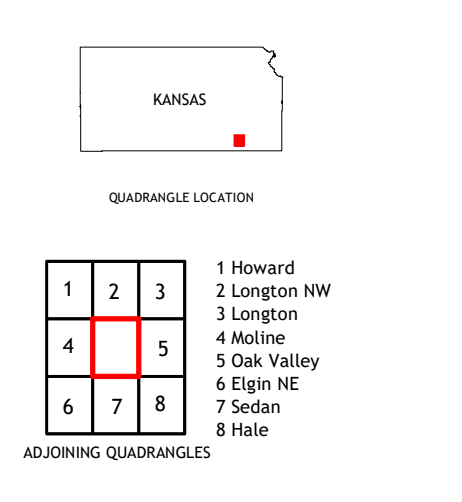 KANSAS
QUADRANGLE LOCATION
1 2 3
4 5
6 7 8
1 Howard
2 Longton NW
3 Longton
4 Moline
5 Oak Valley
6 Elgin NE
7 Sedan
8 Hale
ADJOINING QUADRANGLES